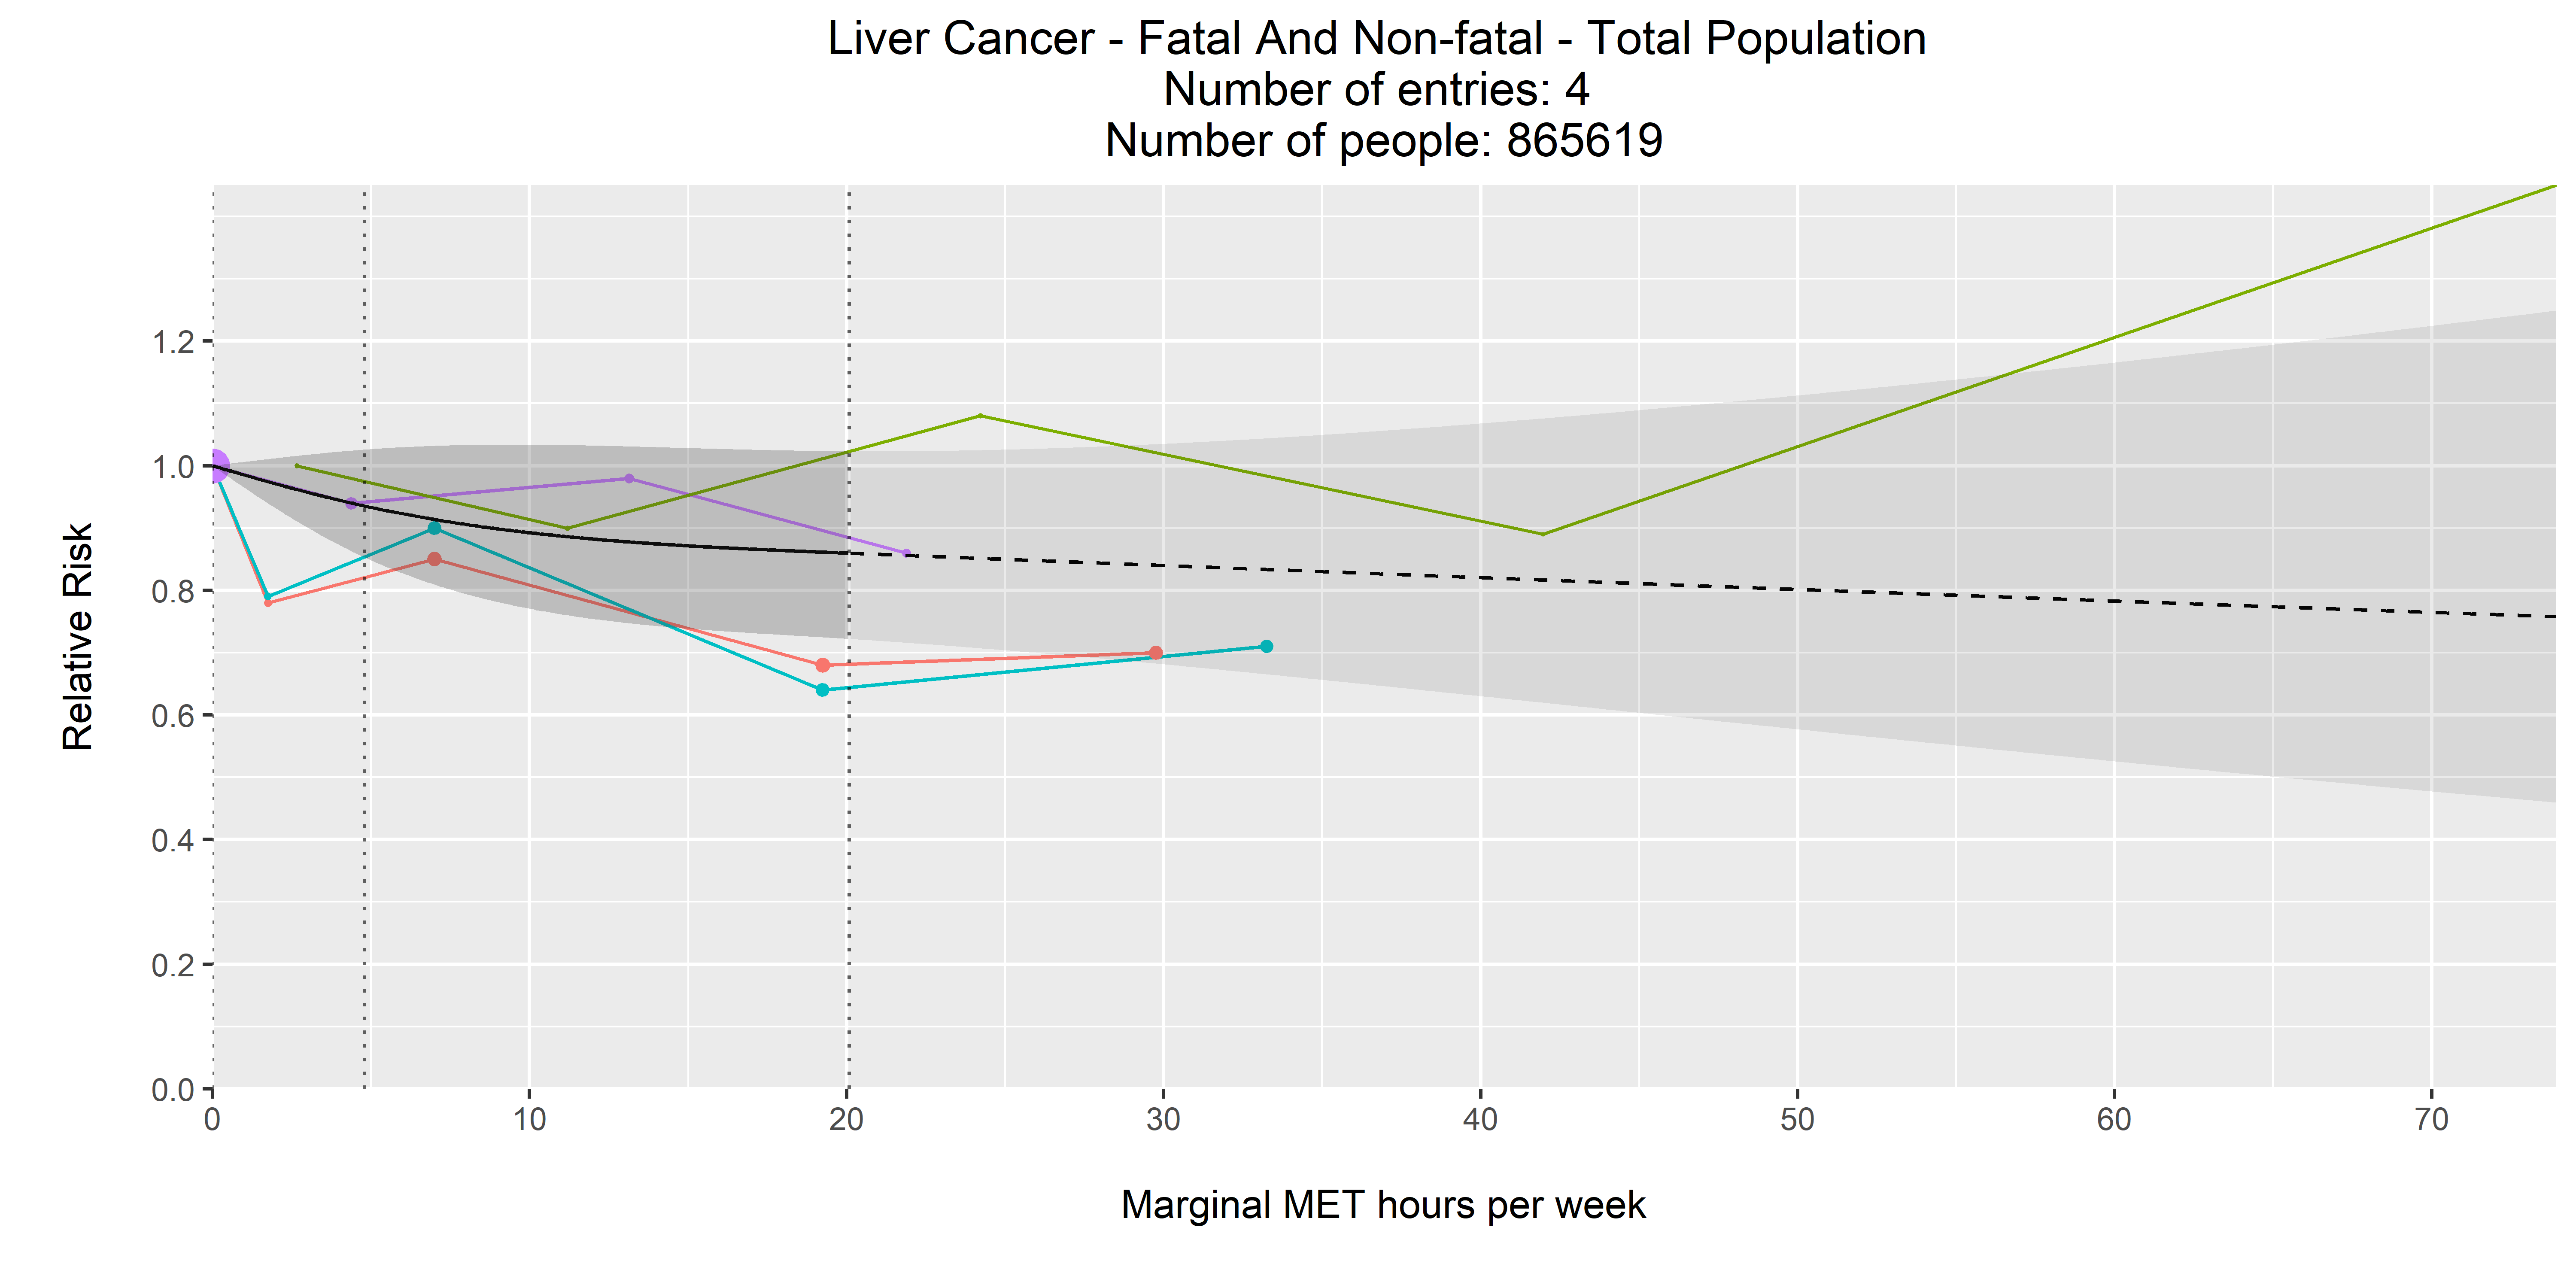 Liver Cancer - Fatal And Non-fatal - Total Population
Number of entries: 4
Number of people: 865619
1.2
1.0
0.8
0.6
0.4
0.2
0.0
Relative Risk
0 10 20 30 40 50 60 70
Marginal MET hours per week